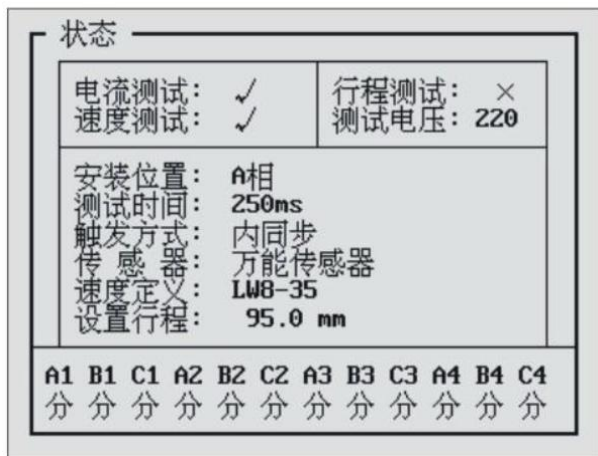 状态
电流测试: √ 行程测试: ×
速度测试: √ 测试电压: 220
安装位置: A相
测试时间: 250ms
触发方式: 内同步
传 感 器: 万能传感器
速度定义: LW8-35
设置行程: 95.0 mm
A1 B1 C1 A2 B2 C2 A3 B3 C3 A4 B4 C4
分 分 分 分 分 分 分 分 分 分 分 分